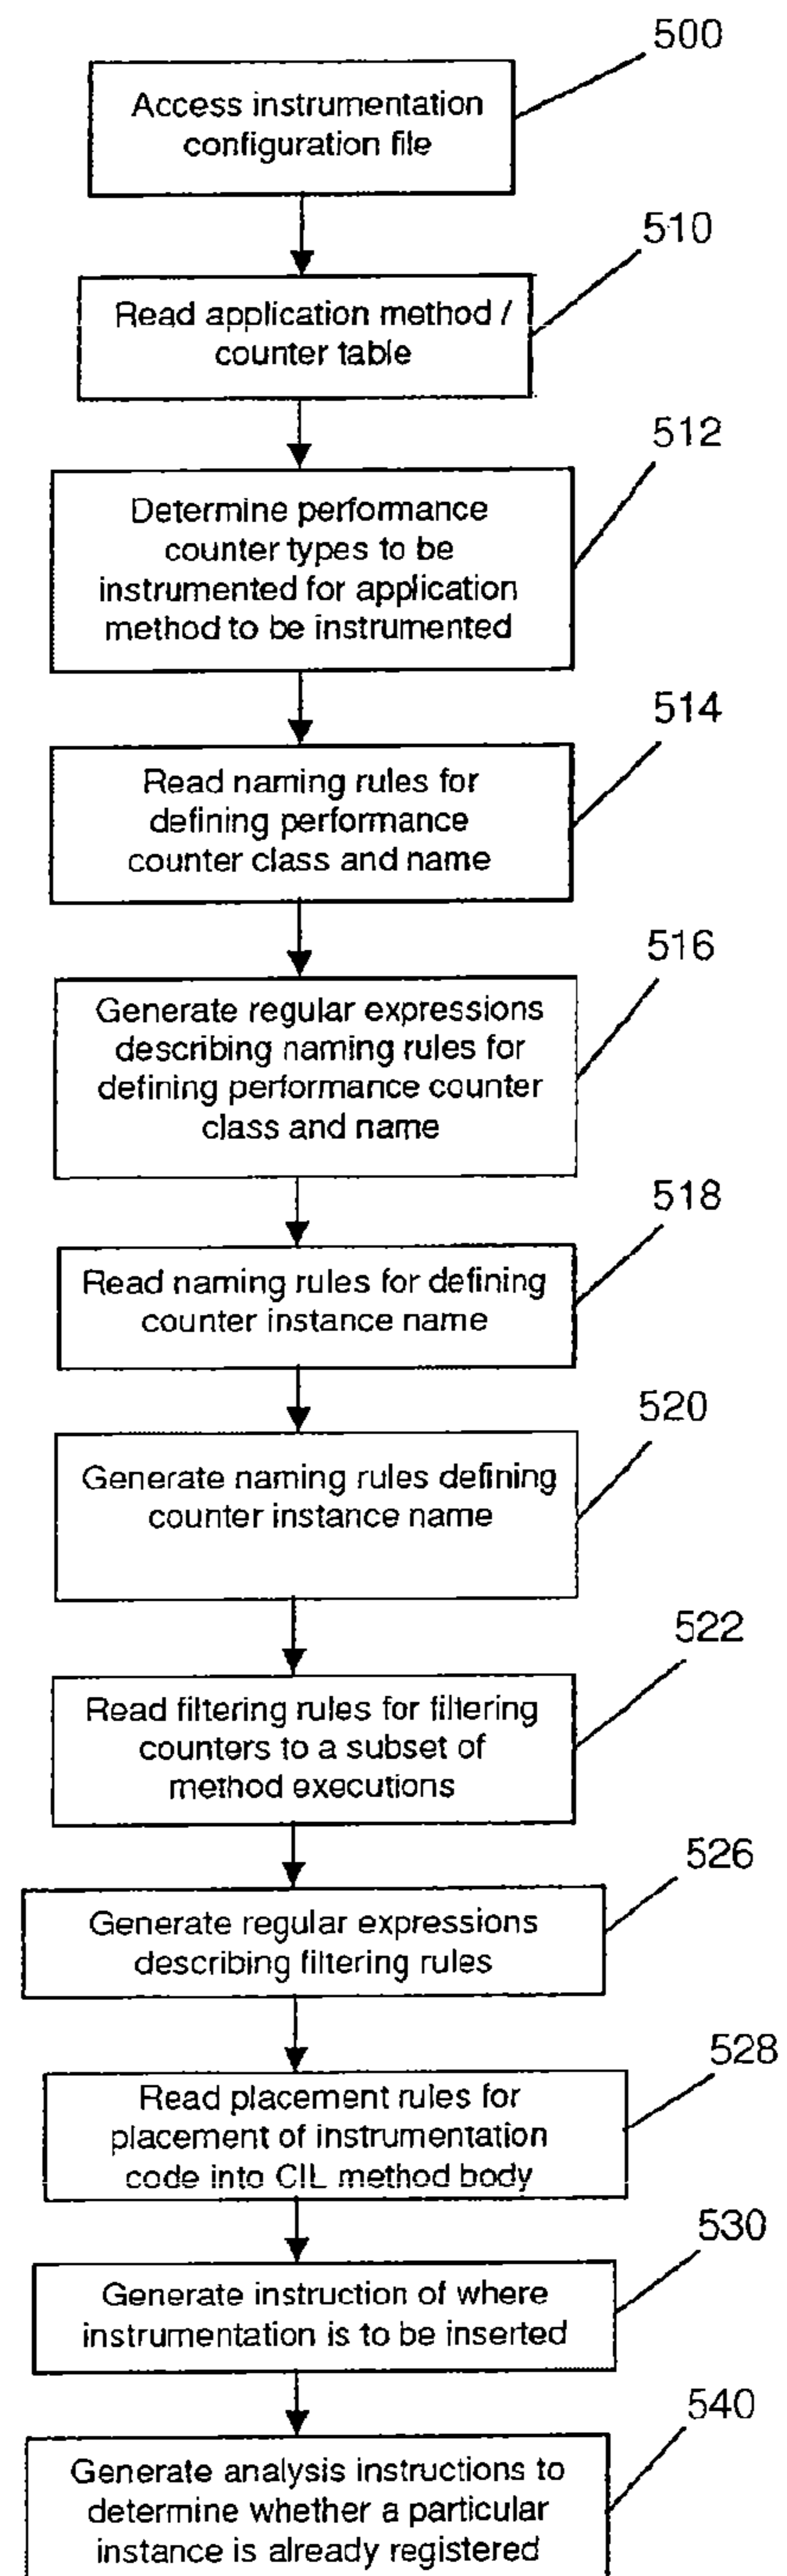 500
Access instrumentation
configuration file
510
Read application method /
counter table
512
Determine performance
counter types to be
instrumented for application
method to be instrumented
514
Read naming rules for
defining performance
counter class and name
516
Generate regular expressions
describing naming rules for
defining performance counter
class and name
518
Read naming rules for defining
counter instance name
520
Generate naming rules defining
counter instance name
522
Read filtering rules for filtering
counters to a subset of
method executions
526
Generate regular expressions
describing filtering rules
528
Read placement rules for
placement of instrumentation
code into CIL method body
530
Generate instruction of where
instrumentation is to be inserted
540
Generate analysis instructions to
determine whether a particular
instance is already registered